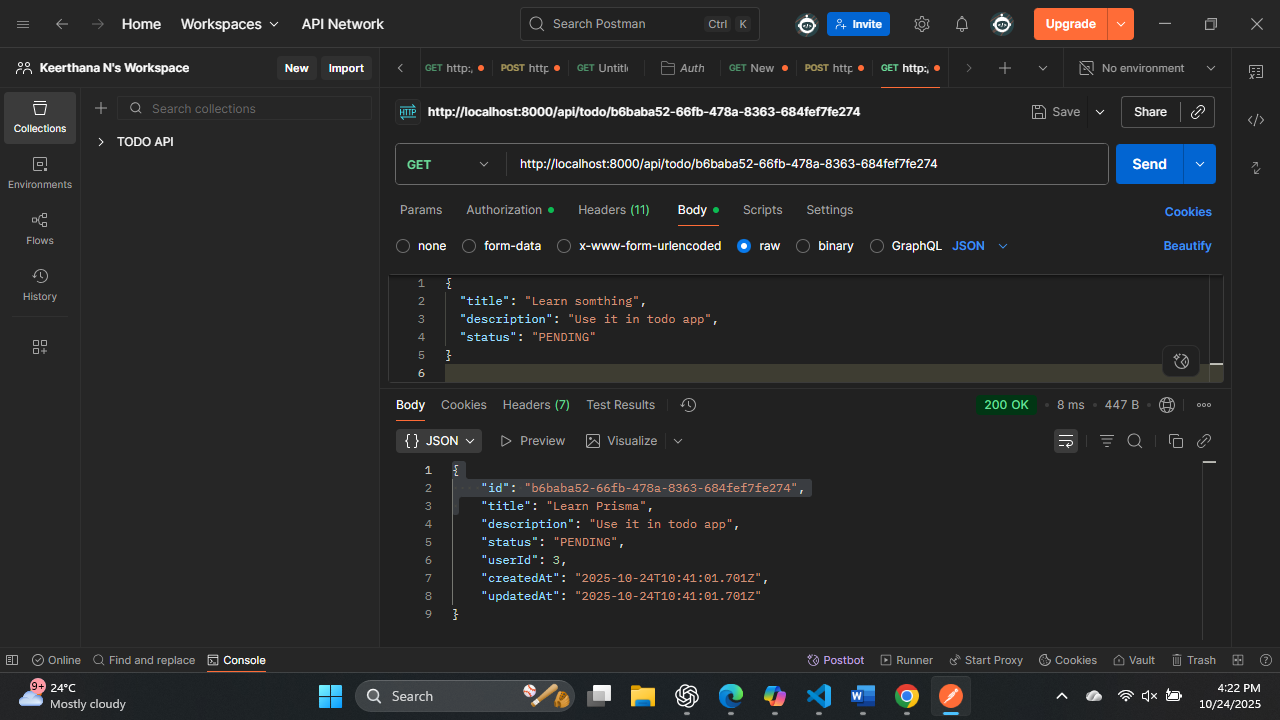 Home
Workspaces
API Network
Search Postman
Ctrl K
Invite
Upgrade
Keerthana N's Workspace
New
Import
GET http:/
POST http
GET Untitl
Auth
GET New
POST http
GET http:/
No environment
Collections
Search collections
http://localhost:8000/api/todo/b6baba52-66fb-478a-8363-684fef7fe274
Save
Share
TODO API
GET
http://localhost:8000/api/todo/b6baba52-66fb-478a-8363-684fef7fe274
Send
Environments
Flows
History
Params
Authorization
Headers (11)
Body
Scripts
Settings
Cookies
none
form-data
x-www-form-urlencoded
raw
binary
GraphQL
JSON
Beautify
1 {
2 "title": "Learn somthing",
3 "description": "Use it in todo app",
4 "status": "PENDING"
5 }
6
Body
Cookies
Headers (7)
Test Results
200 OK
8 ms
447 B
{} JSON
Preview
Visualize
1 {
2 "id": "b6baba52-66fb-478a-8363-684fef7fe274",
3 "title": "Learn Prisma",
4 "description": "Use it in todo app",
5 "status": "PENDING",
6 "userId": 3,
7 "createdAt": "2025-10-24T10:41:01.701Z",
8 "updatedAt": "2025-10-24T10:41:01.701Z"
9 }
Online
Find and replace
Console
Postbot
Runner
Start Proxy
Cookies
Vault
Trash
9+
24°C
Mostly cloudy
Search
4:22 PM
10/24/2025